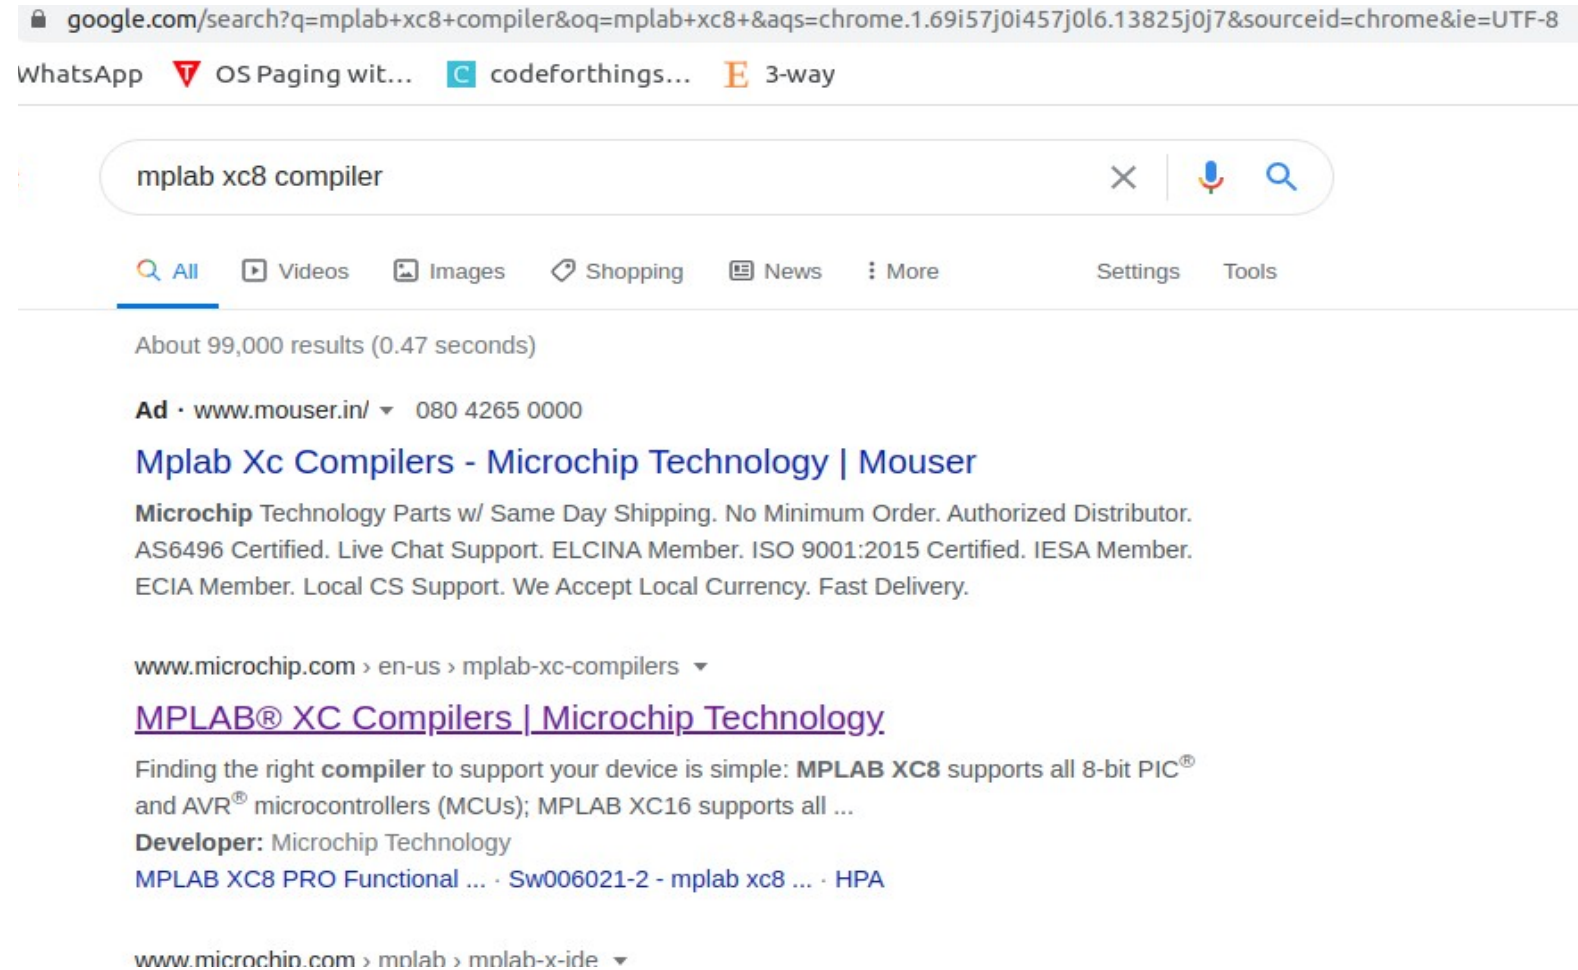 google.com/search?q=mplab+xc8+compiler&oq=mplab+xc8+&aqs=chrome.1.69i57j0i457j0l6.13825j0j7&sourceid=chrome&ie=UTF-8
WhatsApp OS Paging wit... C codeforthings... E 3-way
mplab xc8 compiler
All Videos Images Shopping News More Settings Tools
About 99,000 results (0.47 seconds)
Ad · www.mouser.in/ 080 4265 0000
Mplab Xc Compilers - Microchip Technology | Mouser
Microchip Technology Parts w/ Same Day Shipping. No Minimum Order. Authorized Distributor.
AS6496 Certified. Live Chat Support. ELCINA Member. ISO 9001:2015 Certified. IESA Member.
ECIA Member. Local CS Support. We Accept Local Currency. Fast Delivery.
www.microchip.com › en-us › mplab-xc-compilers
MPLAB® XC Compilers | Microchip Technology
Finding the right compiler to support your device is simple: MPLAB XC8 supports all 8-bit PIC®
and AVR® microcontrollers (MCUs); MPLAB XC16 supports all ...
Developer: Microchip Technology
MPLAB XC8 PRO Functional ... · Sw006021-2 - mplab xc8 ... · HPA
www.microchip.com › mplab › mplab-x-ide